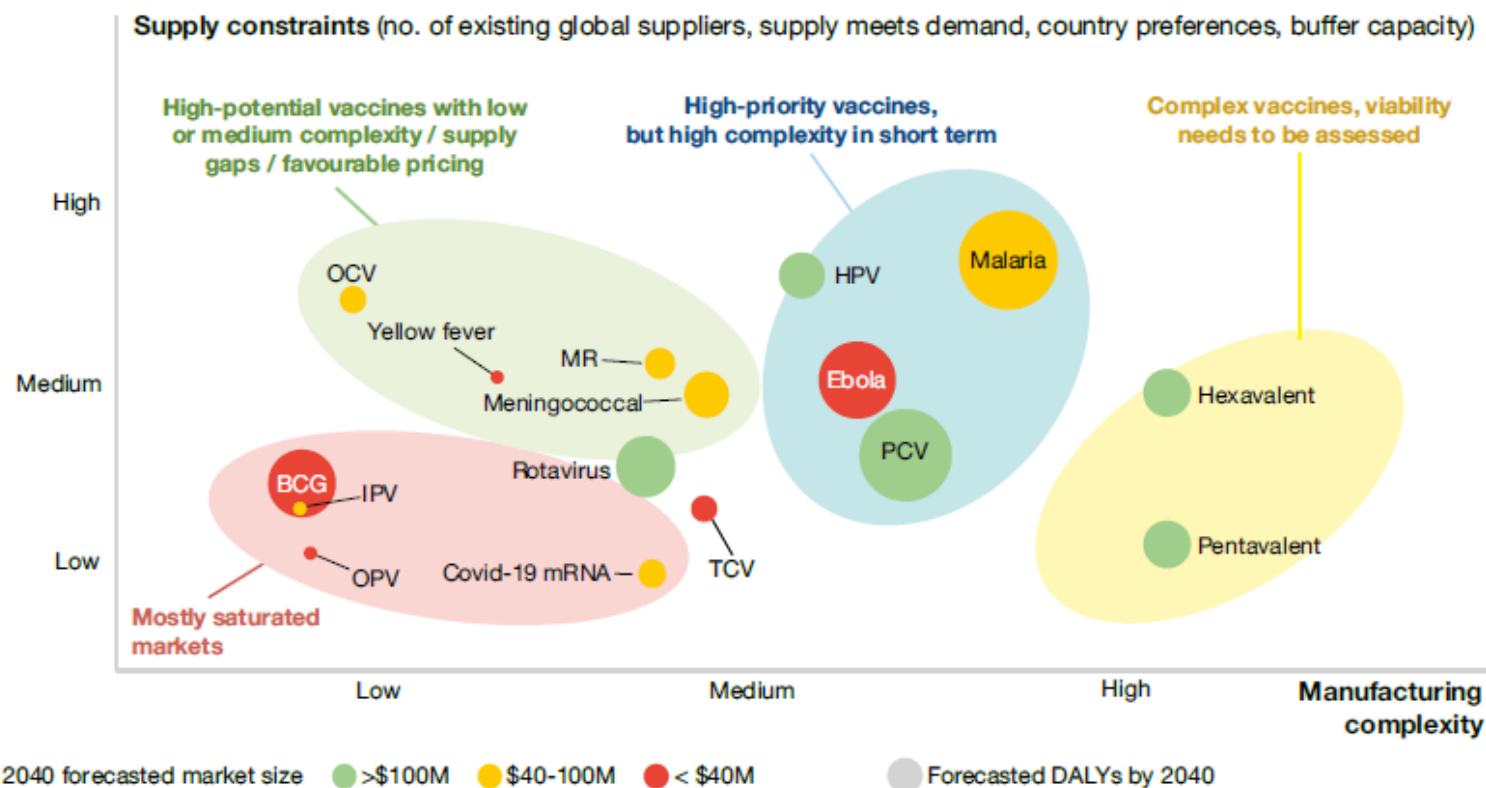 Supply constraints (no. of existing global suppliers, supply meets demand, country preferences, buffer capacity)
High-potential vaccines with low
or medium complexity / supply
gaps / favourable pricing
High-priority vaccines,
but high complexity in short term
Complex vaccines, viability
needs to be assessed
High
OCV
HPV
Malaria
Yellow fever
MR
Medium
Ebola
Meningococcal
Hexavalent
PCV
Rotavirus
BCG
IPV
Pentavalent
Low
OPV
Covid-19 mRNA
TCV
Mostly saturated
markets
Low
Medium
High
Manufacturing
complexity
2040 forecasted market size
>$100M
$40-100M
< $40M
Forecasted DALYs by 2040